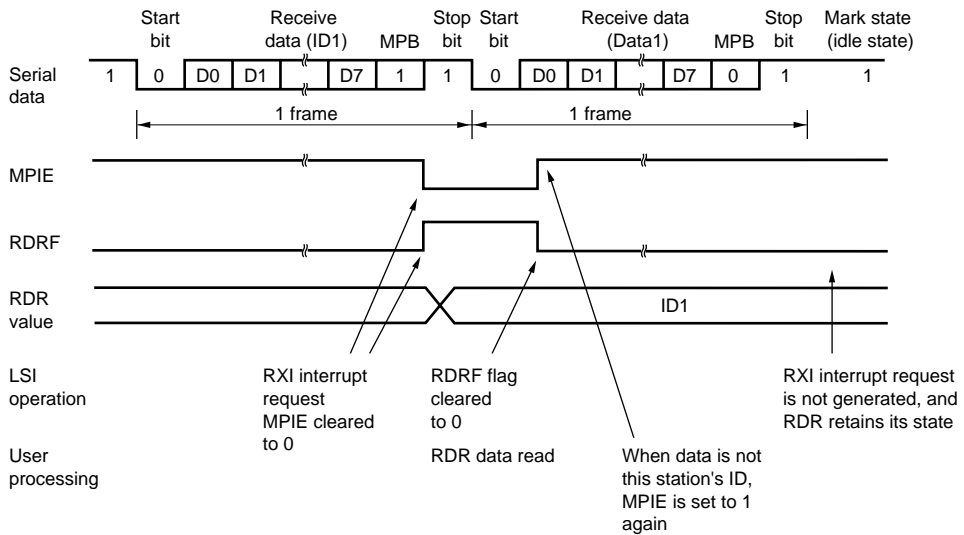 Start bit
Receive data (ID1)
MPB
Stop bit
Start bit
Receive data (Data1)
MPB
Stop bit
Mark state (idle state)
Serial data
1 0 D0 D1 D7 1 1 0 D0 D1 D7 0 1 1
1 frame
1 frame
MPIE
RDRF
RDR value
ID1
LSI operation
RXI interrupt request
MPIE cleared to 0
RDRF flag cleared to 0
RXI interrupt request is not generated, and RDR retains its state
User processing
RDR data read
When data is not this station's ID, MPIE is set to 1 again